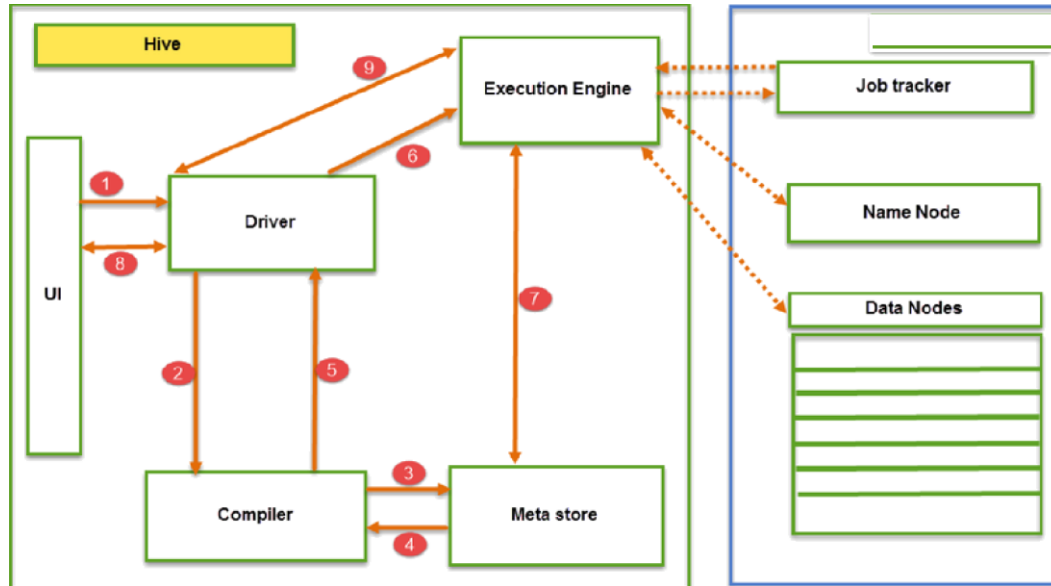 Hive
9
Execution Engine
Job tracker
6
1
Driver
Name Node
8
UI
7
Data Nodes
2
5
3
Compiler
Meta store
4